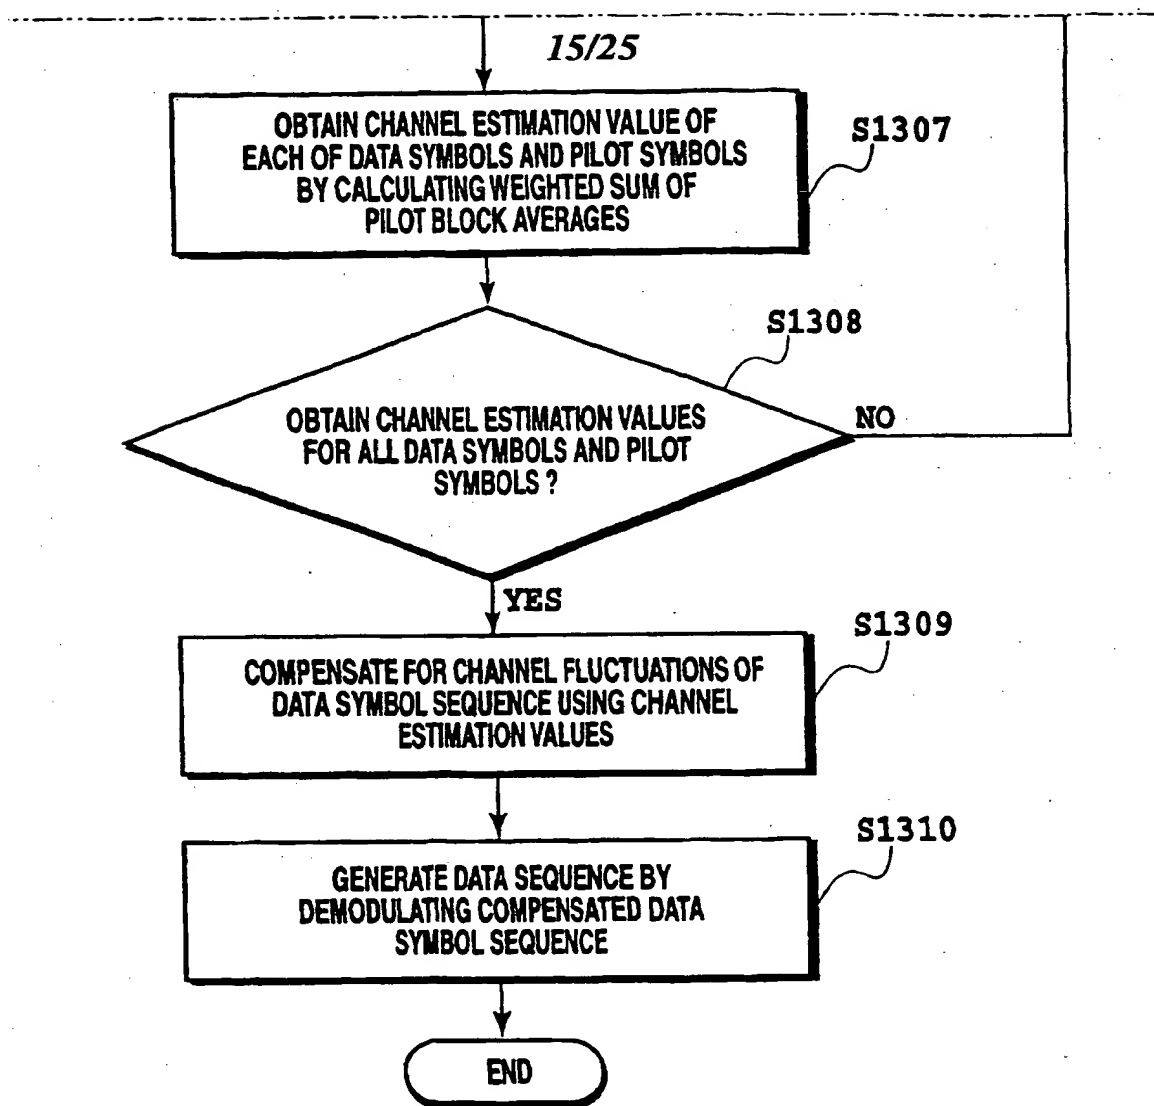 15/25
OBTAIN CHANNEL ESTIMATION VALUE OF
EACH OF DATA SYMBOLS AND PILOT SYMBOLS
BY CALCULATING WEIGHTED SUM OF
PILOT BLOCK AVERAGES
S1307
S1308
OBTAIN CHANNEL ESTIMATION VALUES
FOR ALL DATA SYMBOLS AND PILOT
SYMBOLS ?
NO
YES
S1309
COMPENSATE FOR CHANNEL FLUCTUATIONS OF
DATA SYMBOL SEQUENCE USING CHANNEL
ESTIMATION VALUES
S1310
GENERATE DATA SEQUENCE BY
DEMODULATING COMPENSATED DATA
SYMBOL SEQUENCE
END